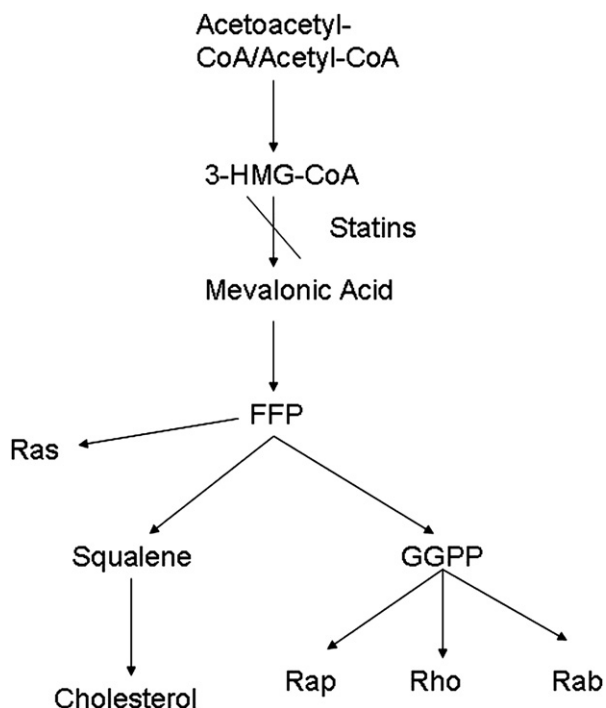 Acetoacetyl-
CoA/Acetyl-CoA
3-HMG-CoA
Statins
Mevalonic Acid
FFP
Ras
Squalene
GGPP
Cholesterol
Rap
Rho
Rab